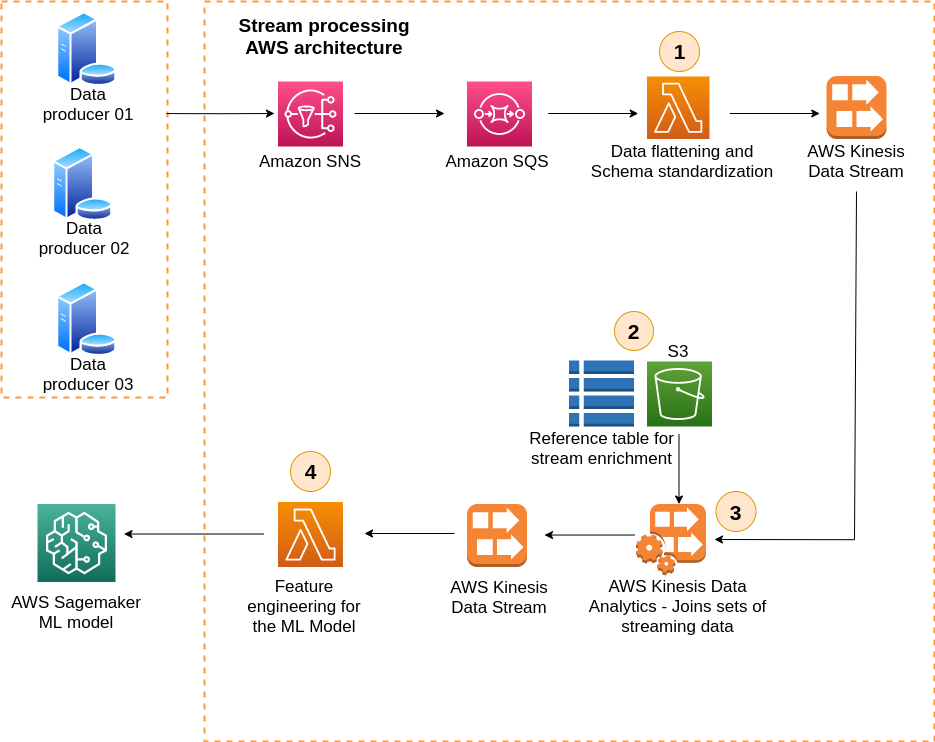 Stream processing
AWS architecture
Data
producer 01
Data
producer 02
Data
producer 03
Amazon SNS
Amazon SQS
1
Data flattening and
Schema standardization
AWS Kinesis
Data Stream
2
S3
Reference table for
stream enrichment
3
AWS Kinesis Data
Analytics - Joins sets of
streaming data
AWS Kinesis
Data Stream
4
Feature
engineering for
the ML Model
AWS Sagemaker
ML model